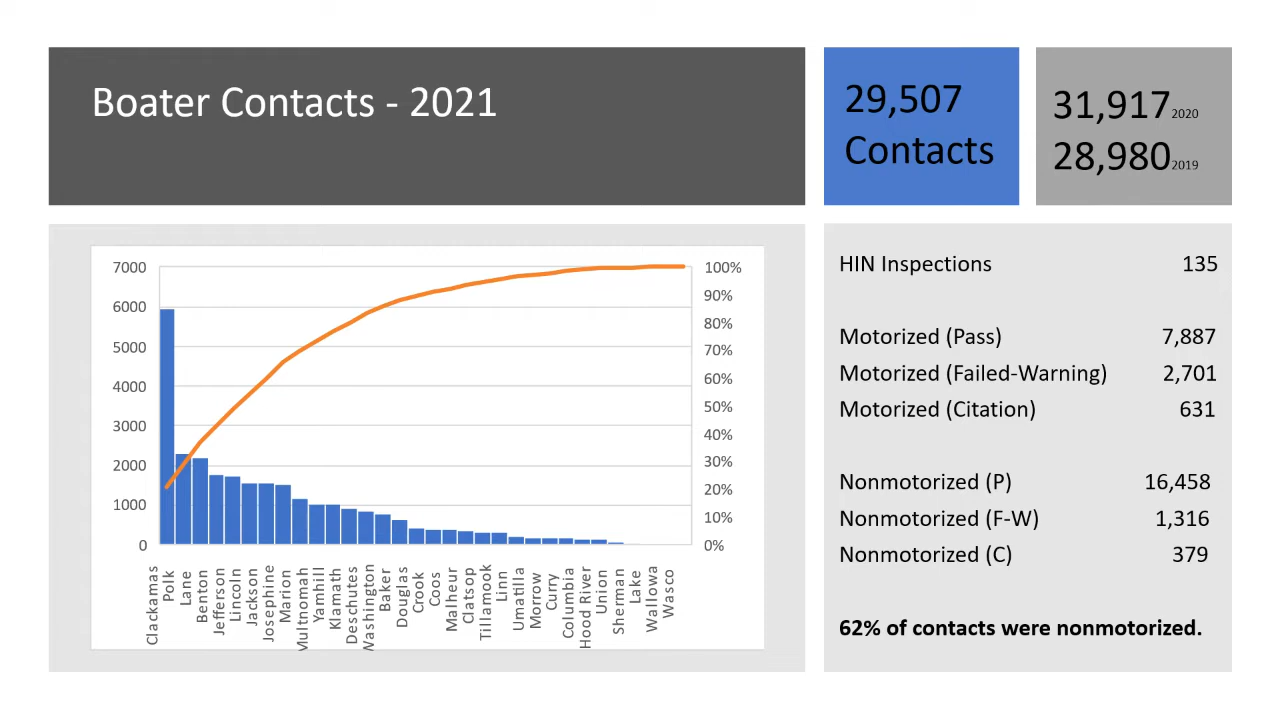 Boater Contacts - 2021
29,507
Contacts
31,917 2020
28,980 2019
7000
6000
5000
4000
3000
2000
1000
0
100%
90%
80%
70%
60%
50%
40%
30%
20%
10%
0%
Clackamas
Polk
Lane
Benton
Jefferson
Lincoln
Jackson
Josephine
Marion
Multnomah
Yamhill
Klamath
Deschutes
Washington
Baker
Douglas
Crook
Coos
Malheur
Clatsop
Tillamook
Linn
Umatilla
Morrow
Curry
Columbia
Hood River
Union
Sherman
Lake
Wallowa
Wasco
HIN Inspections 135
Motorized (Pass) 7,887
Motorized (Failed-Warning) 2,701
Motorized (Citation) 631
Nonmotorized (P) 16,458
Nonmotorized (F-W) 1,316
Nonmotorized (C) 379
62% of contacts were nonmotorized.